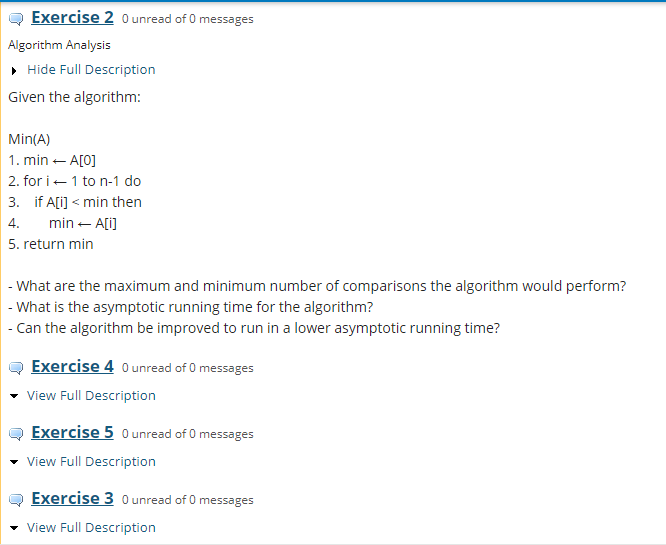 Exercise 2 0 unread of 0 messages
Algorithm Analysis
Hide Full Description
Given the algorithm:
Min(A)
1. min ← A[0]
2. for i ← 1 to n-1 do
3. if A[i] < min then
4. min ← A[i]
5. return min
- What are the maximum and minimum number of comparisons the algorithm would perform?
- What is the asymptotic running time for the algorithm?
- Can the algorithm be improved to run in a lower asymptotic running time?
Exercise 4 0 unread of 0 messages
View Full Description
Exercise 5 0 unread of 0 messages
View Full Description
Exercise 3 0 unread of 0 messages
View Full Description